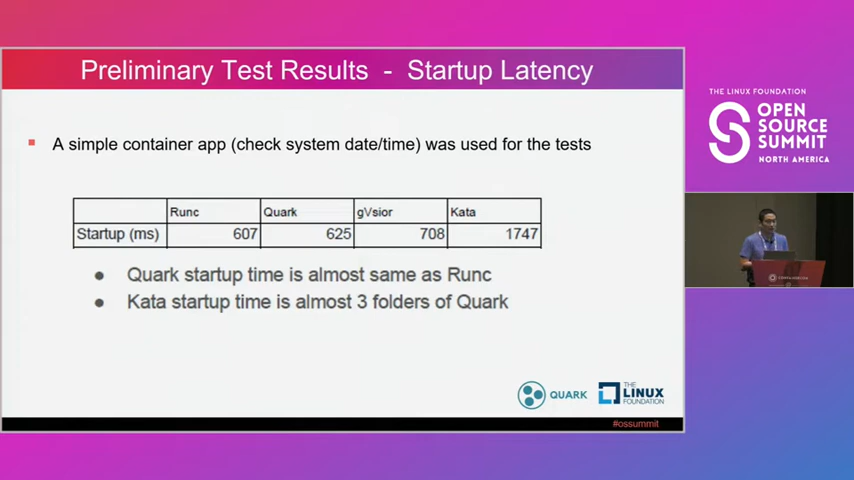 Preliminary Test Results - Startup Latency
A simple container app (check system date/time) was used for the tests
Runc Quark gVsior Kata
Startup (ms) 607 625 708 1747
Quark startup time is almost same as Runc
Kata startup time is almost 3 folders of Quark
QUARK
THE LINUX FOUNDATION
#ossummit
THE LINUX FOUNDATION
OPEN
SOURCE
SUMMIT
NORTH AMERICA